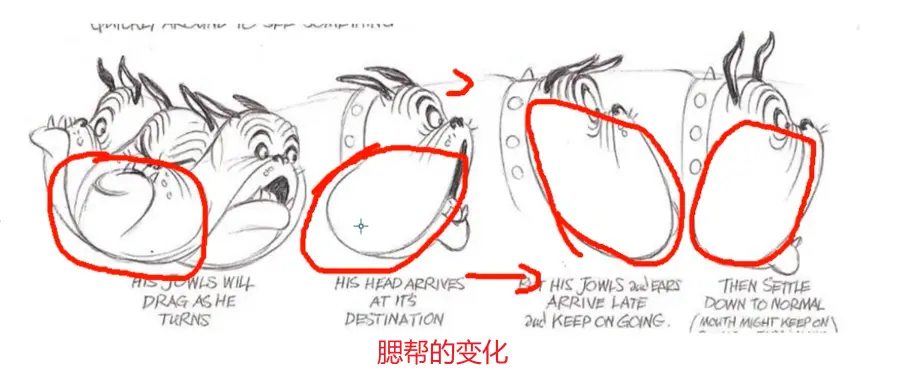 QUICKLY AROUND TO SEE SOMETHING
HIS JOWLS WILL
DRAG AS HE
TURNS
HIS HEAD ARRIVES
AT IT'S
DESTINATION
HIS JOWLS and EARS
ARRIVE LATE
and KEEP ON GOING.
THEN SETTLE
DOWN TO NORMAL
(MOUTH MIGHT KEEP ON
腮帮的变化